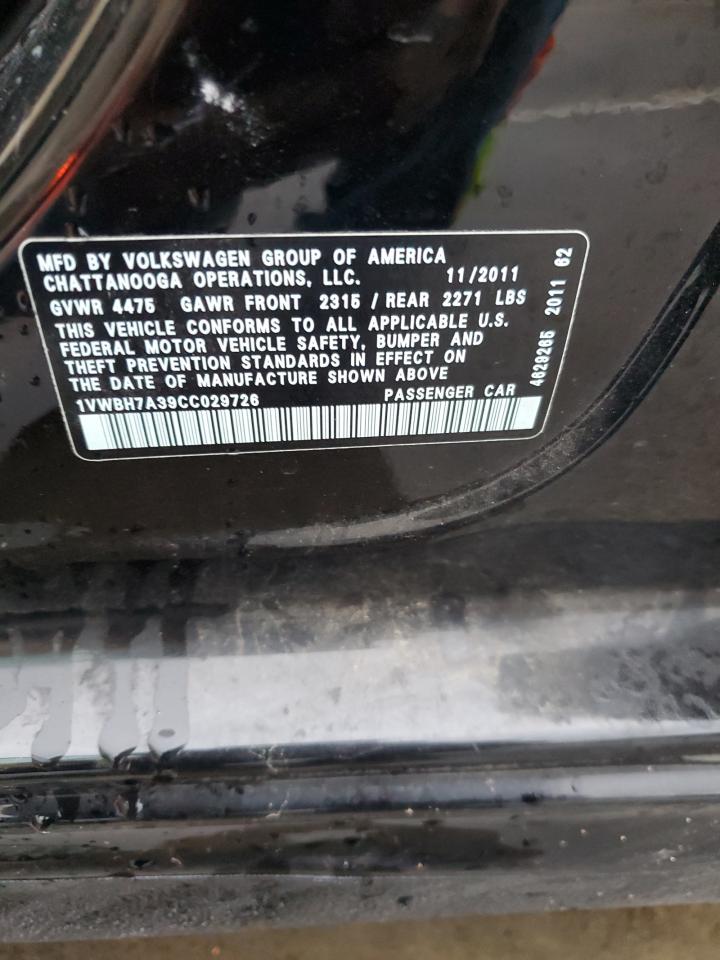 MFD BY VOLKSWAGEN GROUP OF AMERICA
CHATTANOOGA OPERATIONS, LLC. 11/2011
GVWR 4475 GAWR FRONT 2315 / REAR 2271 LBS
THIS VEHICLE CONFORMS TO ALL APPLICABLE U.S.
FEDERAL MOTOR VEHICLE SAFETY, BUMPER AND
THEFT PREVENTION STANDARDS IN EFFECT ON
THE DATE OF MANUFACTURE SHOWN ABOVE
1VWBH7A39CC029726 PASSENGER CAR
4629265 2011 62